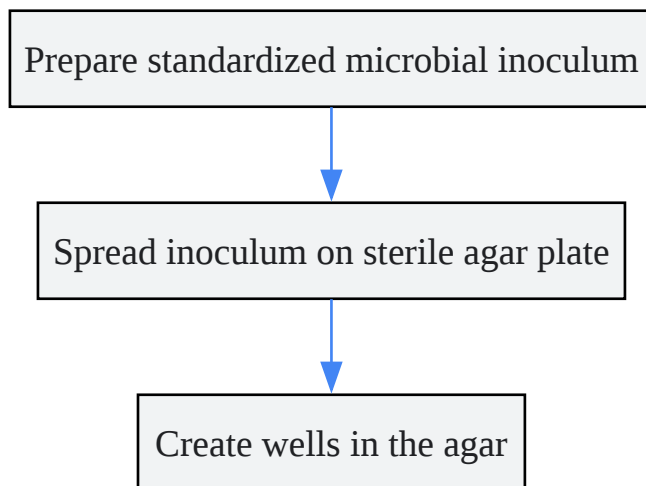 Prepare standardized microbial inoculum
Spread inoculum on sterile agar plate
Create wells in the agar